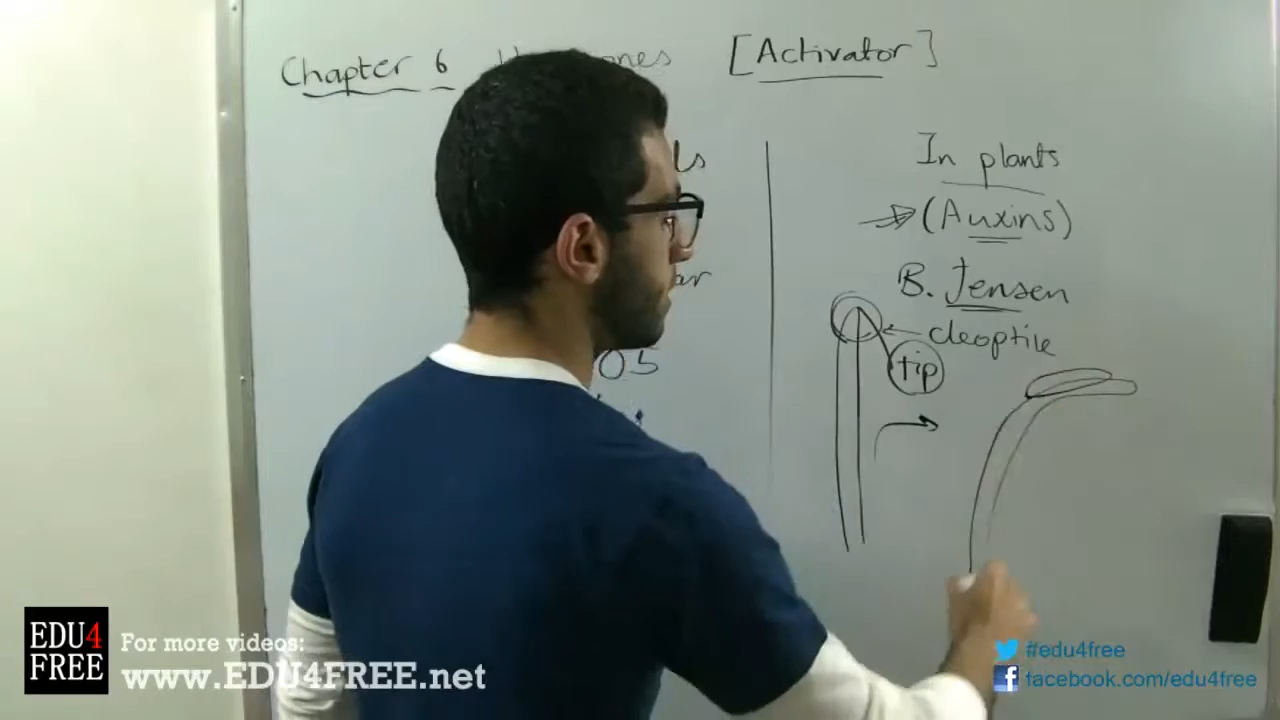 Chapter 6 [Activator]
In plants
(Auxins)
B. Jensen
cleoptile
tip
05
EDU4
FREE
For more videos:
www.EDU4FREE.net
#edu4free
facebook.com/edu4free